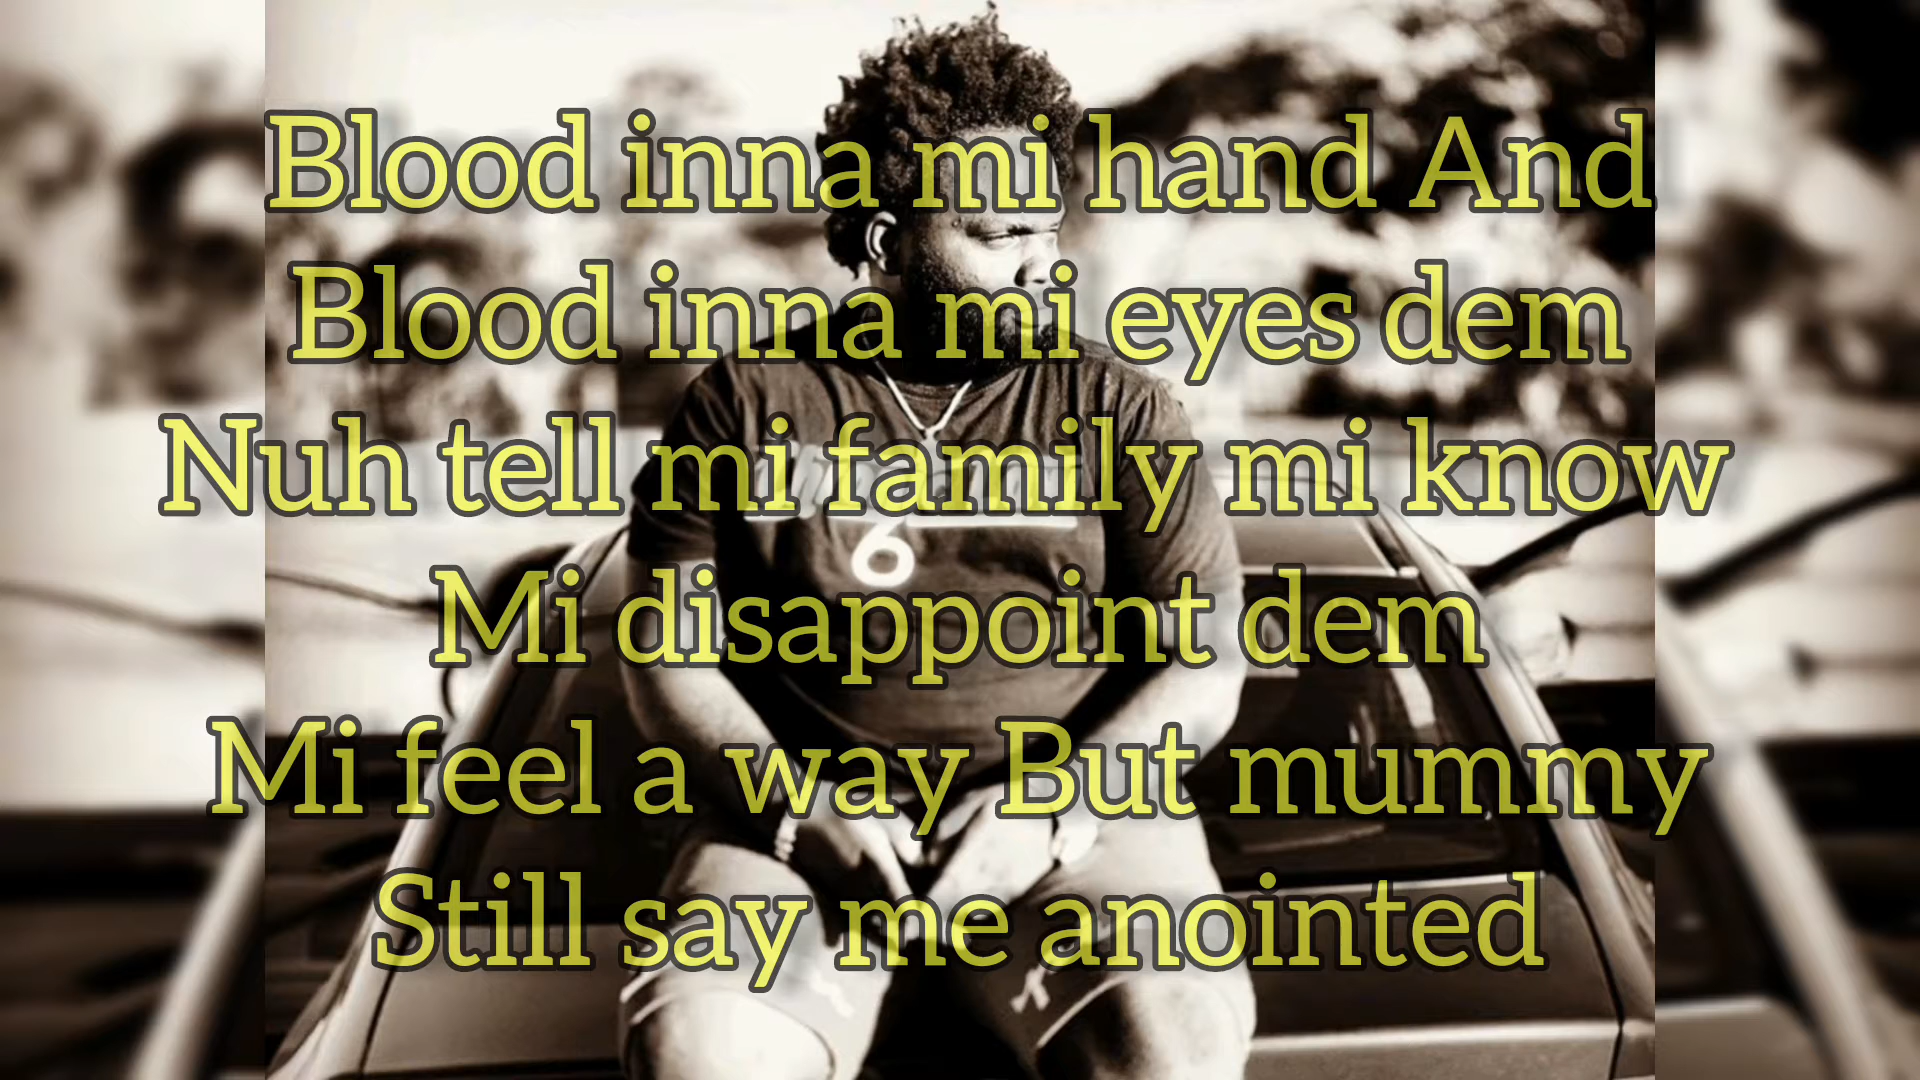 Blood inna mi hand And
Blood inna mi eyes dem
Nuh tell mi family mi know
Mi disappoint dem
Mi feel a way But mummy
Still say me anointed
6